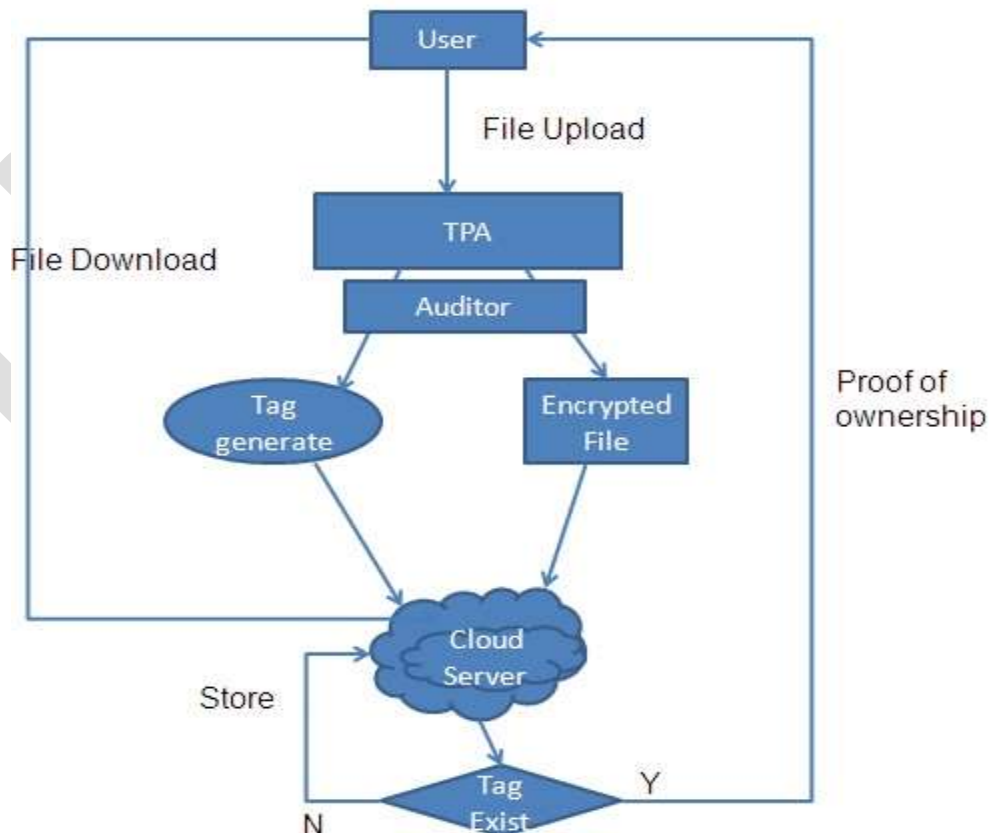 User
File Upload
TPA
File Download
Auditor
Proof of
ownership
Tag
generate
Encrypted
File
Cloud
Server
Store
Tag
Exist
Y
N